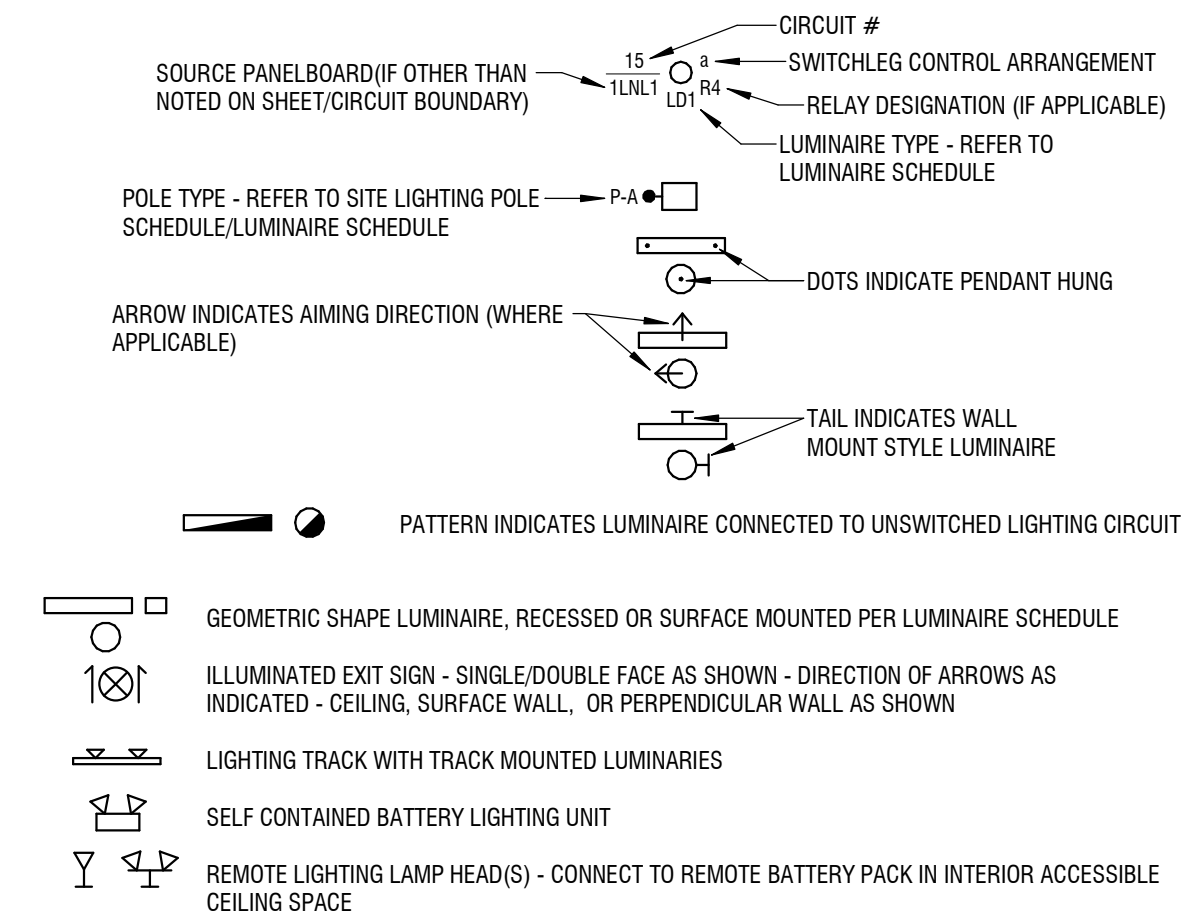 CIRCUIT #
15
a
SWITCHLEG CONTROL ARRANGEMENT
SOURCE PANELBOARD(IF OTHER THAN
NOTED ON SHEET/CIRCUIT BOUNDARY)
1LNL1
R4
LD1
RELAY DESIGNATION (IF APPLICABLE)
LUMINAIRE TYPE - REFER TO
LUMINAIRE SCHEDULE
POLE TYPE - REFER TO SITE LIGHTING POLE
SCHEDULE/LUMINAIRE SCHEDULE
P-A
DOTS INDICATE PENDANT HUNG
ARROW INDICATES AIMING DIRECTION (WHERE
APPLICABLE)
TAIL INDICATES WALL
MOUNT STYLE LUMINAIRE
PATTERN INDICATES LUMINAIRE CONNECTED TO UNSWITCHED LIGHTING CIRCUIT
GEOMETRIC SHAPE LUMINAIRE, RECESSED OR SURFACE MOUNTED PER LUMINAIRE SCHEDULE
ILLUMINATED EXIT SIGN - SINGLE/DOUBLE FACE AS SHOWN - DIRECTION OF ARROWS AS
INDICATED - CEILING, SURFACE WALL, OR PERPENDICULAR WALL AS SHOWN
LIGHTING TRACK WITH TRACK MOUNTED LUMINARIES
SELF CONTAINED BATTERY LIGHTING UNIT
REMOTE LIGHTING LAMP HEAD(S) - CONNECT TO REMOTE BATTERY PACK IN INTERIOR ACCESSIBLE
CEILING SPACE